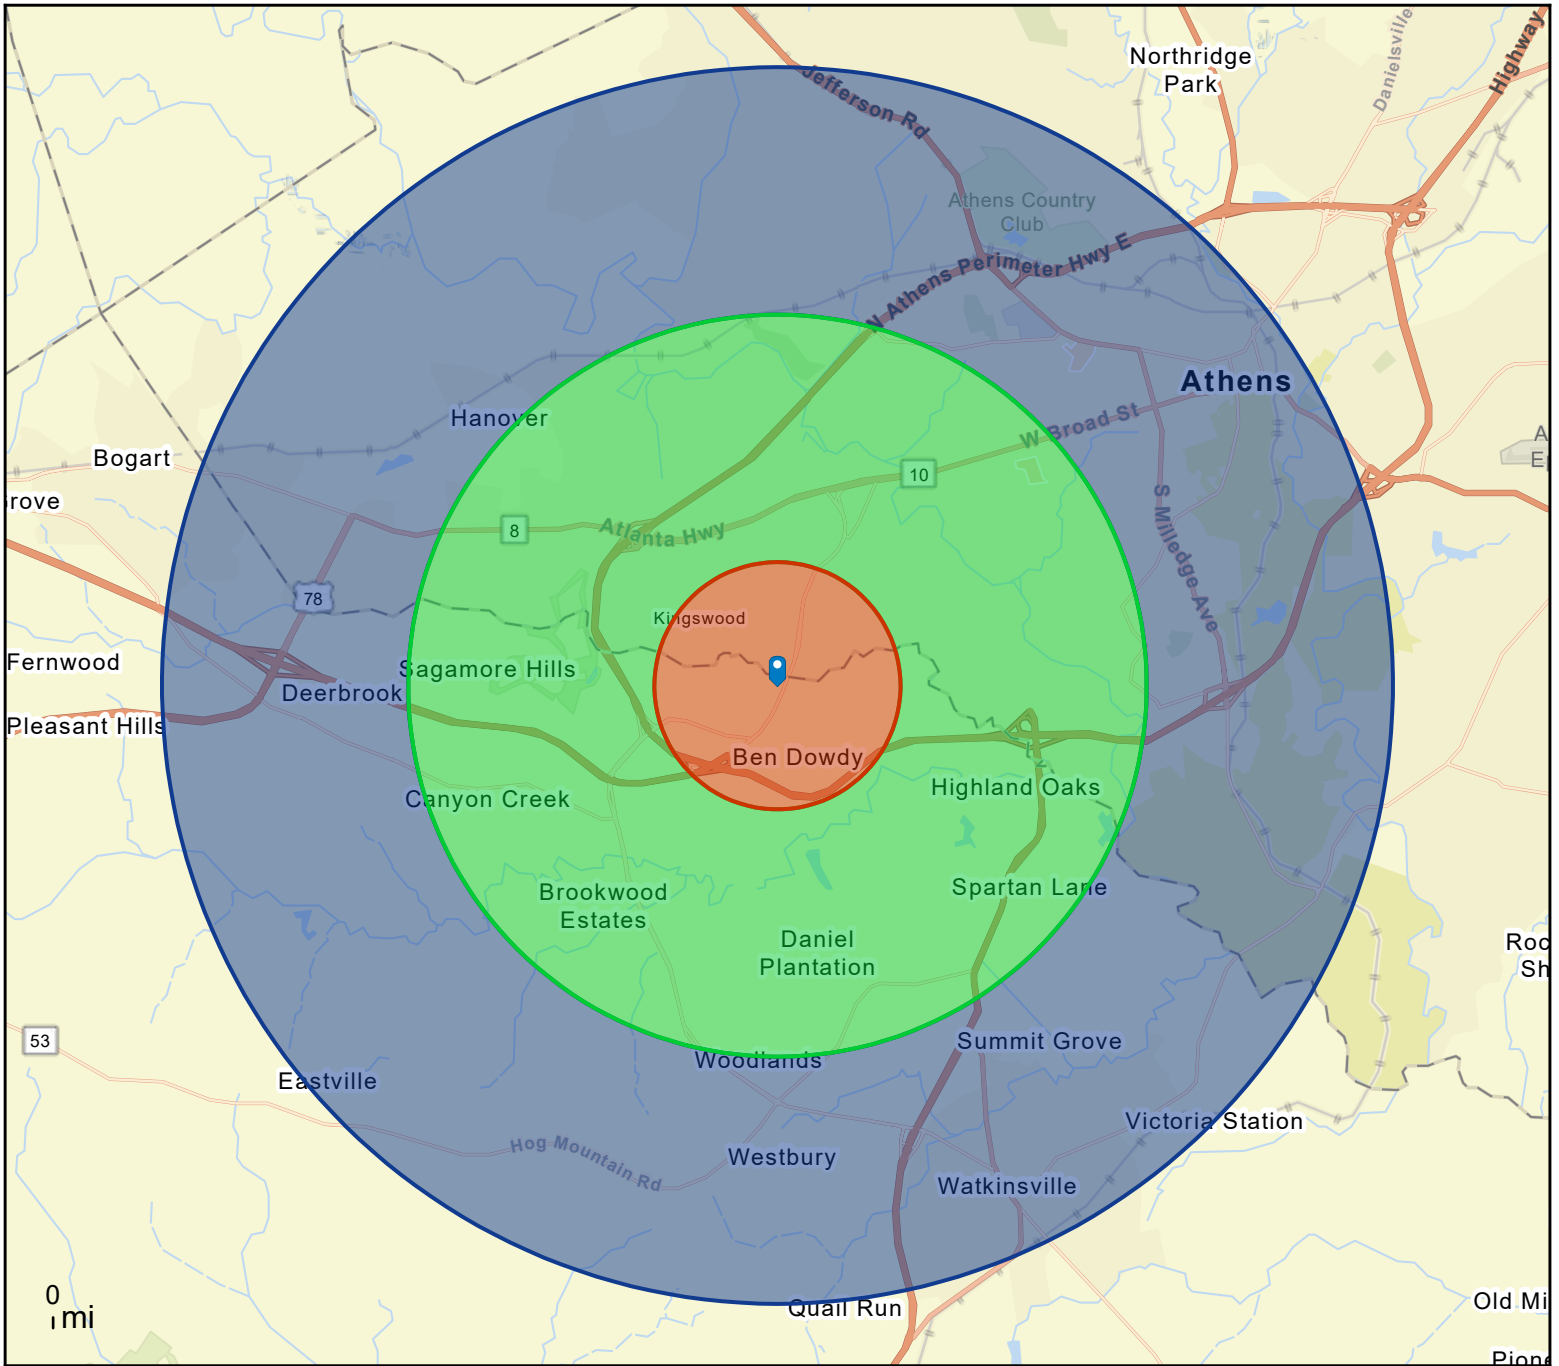 Northridge
Park
Danielsville
Highway
Jefferson Rd
Athens Country
Club
N Athens Perimeter Hwy E
Athens
Hanover
W Broad St
Bogart
10
8
Atlanta Hwy
S Milledge Ave
78
Kingswood
Fernwood
Sagamore Hills
Deerbrook
Pleasant Hills
Ben Dowdy
Highland Oaks
Canyon Creek
Brookwood
Estates
Spartan Lane
Daniel
Plantation
53
Summit Grove
Woodlands
Eastville
Victoria Station
Hog Mountain Rd
Westbury
Watkinsville
0
mi
Quail Run
Old Mi